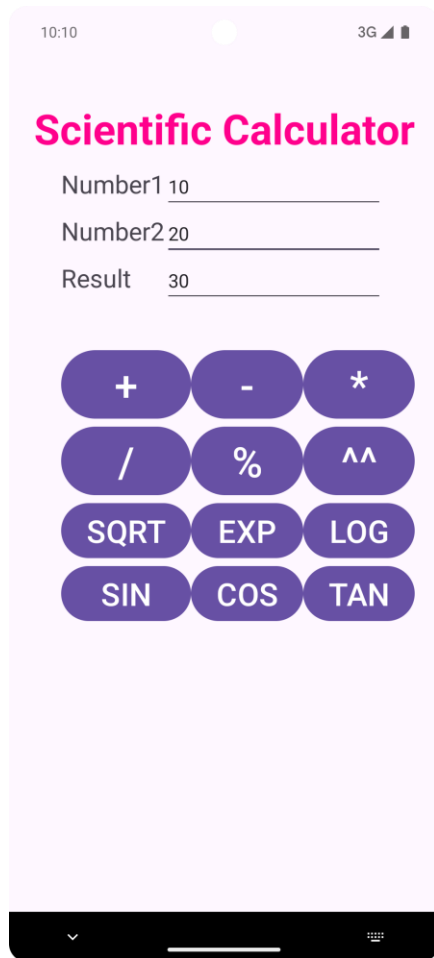 10:10 3G
Scientific Calculator
Number1 10
Number2 20
Result 30
+ - *
/ % ^^
SQRT EXP LOG
SIN COS TAN